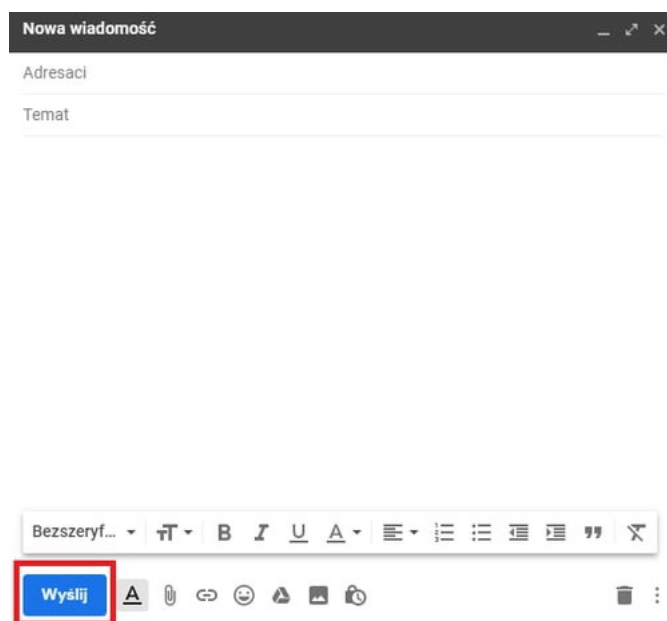 Nowa wiadomość
Adresaci
Temat
Bezszeryf...
Wyślij